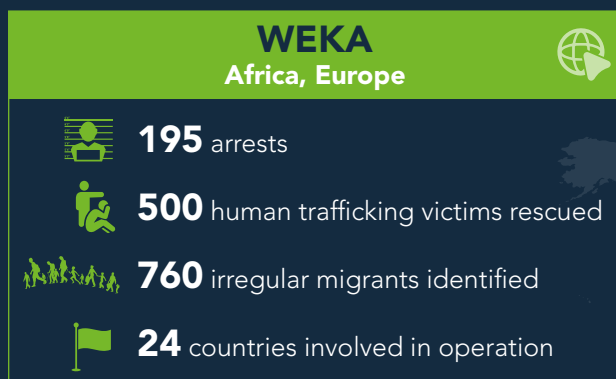 WEKA
Africa, Europe
195 arrests
500 human trafficking victims rescued
760 irregular migrants identified
24 countries involved in operation